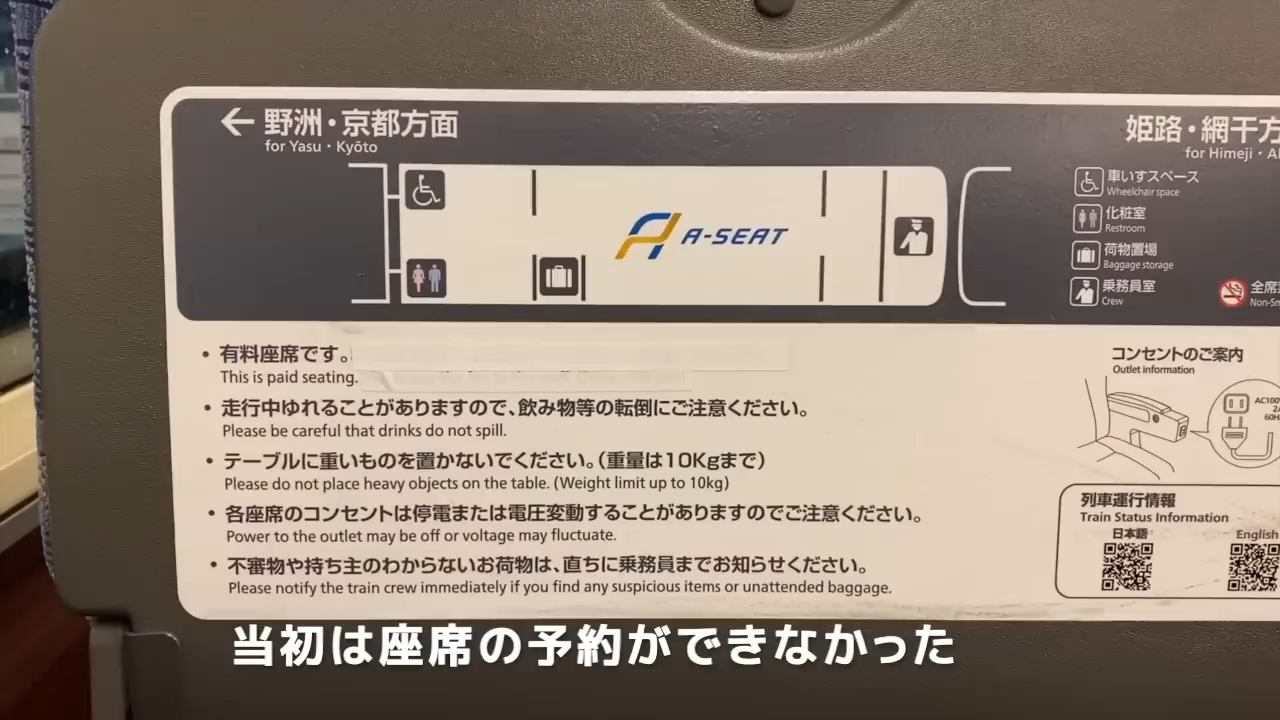 ← 野洲・京都方面
for Yasu・Kyōto
姫路・網干方
for Himeji・A
A-SEAT
車いすスペース
Wheelchair space
化粧室
Restroom
荷物置場
Baggage storage
乗務員室
Crew
全席
Non-Sm
・有料座席です。
This is paid seating.
・走行中ゆれることがありますので、飲み物等の転倒にご注意ください。
Please be careful that drinks do not spill.
・テーブルに重いものを置かないでください。(重量は10Kgまで)
Please do not place heavy objects on the table. (Weight limit up to 10kg)
・各座席のコンセントは停電または電圧変動することがありますのでご注意ください。
Power to the outlet may be off or voltage may fluctuate.
・不審物や持ち主のわからないお荷物は、直ちに乗務員までお知らせください。
Please notify the train crew immediately if you find any suspicious items or unattended baggage.
コンセントのご案内
Outlet information
AC100
2A
60H
列車運行情報
Train Status Information
日本語
English
当初は座席の予約ができなかった